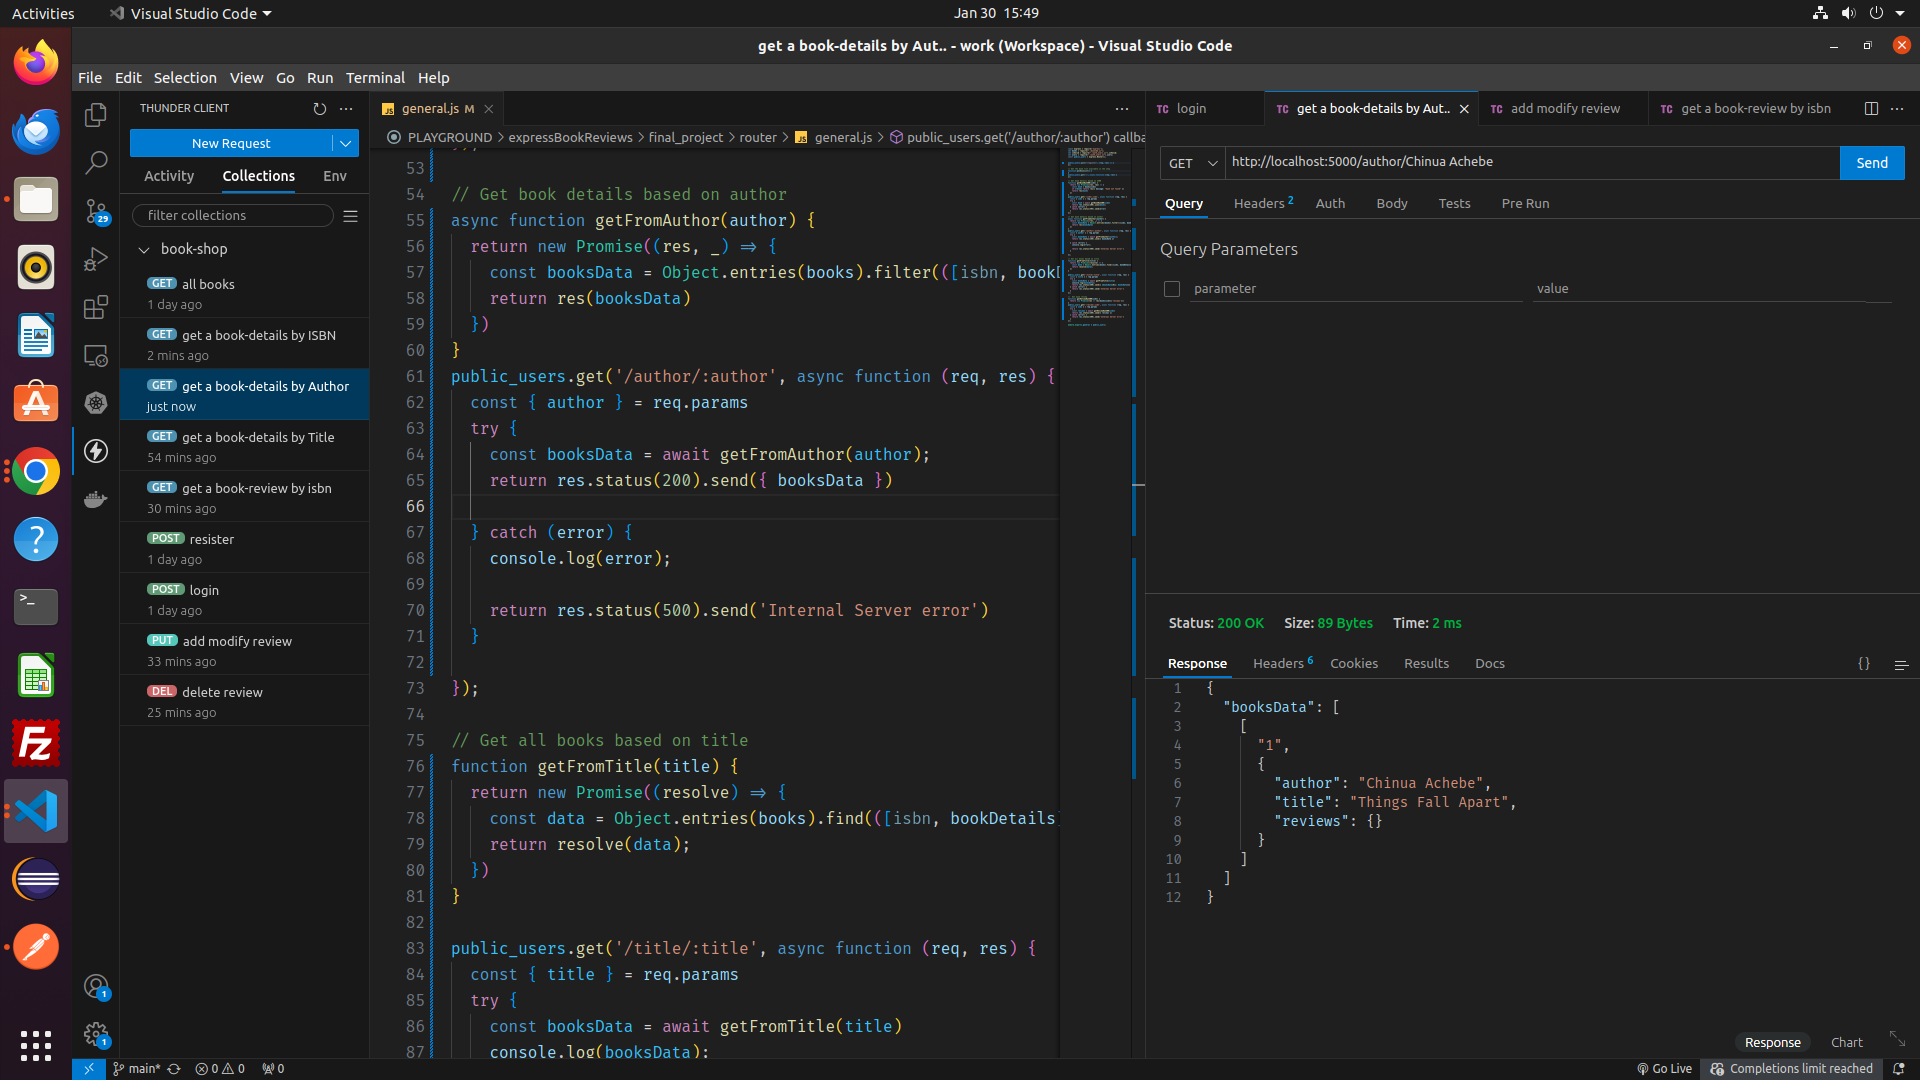 Activities
Visual Studio Code
Jan 30 15:49
get a book-details by Aut.. - work (Workspace) - Visual Studio Code
File Edit Selection View Go Run Terminal Help
THUNDER CLIENT
New Request
Activity Collections Env
filter collections
book-shop
GET all books
1 day ago
GET get a book-details by ISBN
2 mins ago
GET get a book-details by Author
just now
GET get a book-details by Title
54 mins ago
GET get a book-review by isbn
30 mins ago
POST resister
1 day ago
POST login
1 day ago
PUT add modify review
33 mins ago
DEL delete review
25 mins ago
29
1
1
JS general.js M
PLAYGROUND > expressBookReviews > final_project > router > JS general.js > public_users.get('/author/:author') callba
53
54 // Get book details based on author
55 async function getFromAuthor(author) {
56 return new Promise((res, _) => {
57 const booksData = Object.entries(books).filter(([isbn, bookD
58 return res(booksData)
59 })
60 }
61 public_users.get('/author/:author', async function (req, res) {
62 const { author } = req.params
63 try {
64 const booksData = await getFromAuthor(author);
65 return res.status(200).send({ booksData })
66
67 } catch (error) {
68 console.log(error);
69
70 return res.status(500).send('Internal Server error')
71 }
72
73 });
74
75 // Get all books based on title
76 function getFromTitle(title) {
77 return new Promise((resolve) => {
78 const data = Object.entries(books).find(([isbn, bookDetails]
79 return resolve(data);
80 })
81 }
82
83 public_users.get('/title/:title', async function (req, res) {
84 const { title } = req.params
85 try {
86 const booksData = await getFromTitle(title)
87 console.log(booksData);
TC login
TC get a book-details by Aut..
TC add modify review
TC get a book-review by isbn
GET http://localhost:5000/author/Chinua Achebe Send
Query Headers 2 Auth Body Tests Pre Run
Query Parameters
parameter value
Status: 200 OK Size: 89 Bytes Time: 2 ms
Response Headers 6 Cookies Results Docs {}
1 {
2 "booksData": [
3 [
4 "1",
5 {
6 "author": "Chinua Achebe",
7 "title": "Things Fall Apart",
8 "reviews": {}
9 }
10 ]
11 ]
12 }
Response Chart
main* 0 0 0
Go Live Completions limit reached